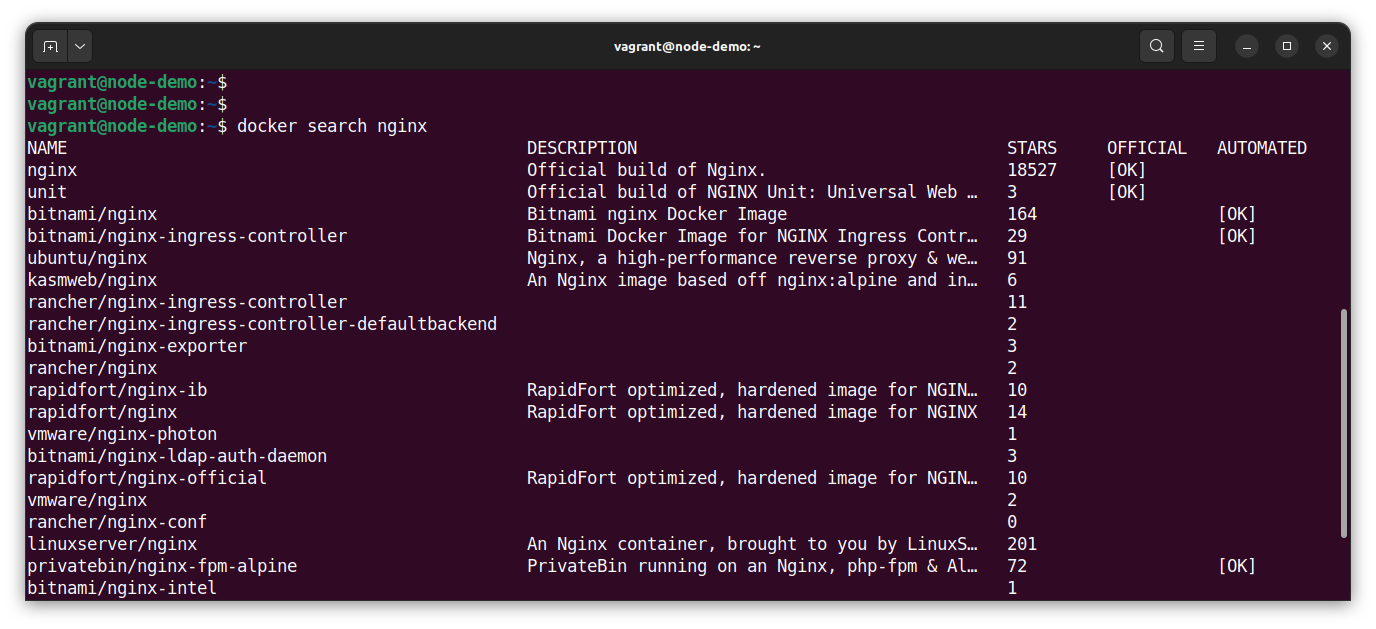 vagrant@node-demo: ~
vagrant@node-demo:~$
vagrant@node-demo:~$
vagrant@node-demo:~$ docker search nginx
NAME DESCRIPTION STARS OFFICIAL AUTOMATED
nginx Official build of Nginx. 18527 [OK]
unit Official build of NGINX Unit: Universal Web … 3 [OK]
bitnami/nginx Bitnami nginx Docker Image 164 [OK]
bitnami/nginx-ingress-controller Bitnami Docker Image for NGINX Ingress Contr… 29 [OK]
ubuntu/nginx Nginx, a high-performance reverse proxy & we… 91
kasmweb/nginx An Nginx image based off nginx:alpine and in… 6
rancher/nginx-ingress-controller 11
rancher/nginx-ingress-controller-defaultbackend 2
bitnami/nginx-exporter 3
rancher/nginx 2
rapidfort/nginx-ib RapidFort optimized, hardened image for NGIN… 10
rapidfort/nginx RapidFort optimized, hardened image for NGINX 14
vmware/nginx-photon 1
bitnami/nginx-ldap-auth-daemon 3
rapidfort/nginx-official RapidFort optimized, hardened image for NGIN… 10
vmware/nginx 2
rancher/nginx-conf 0
linuxserver/nginx An Nginx container, brought to you by LinuxS… 201
privatebin/nginx-fpm-alpine PrivateBin running on an Nginx, php-fpm & Al… 72 [OK]
bitnami/nginx-intel 1